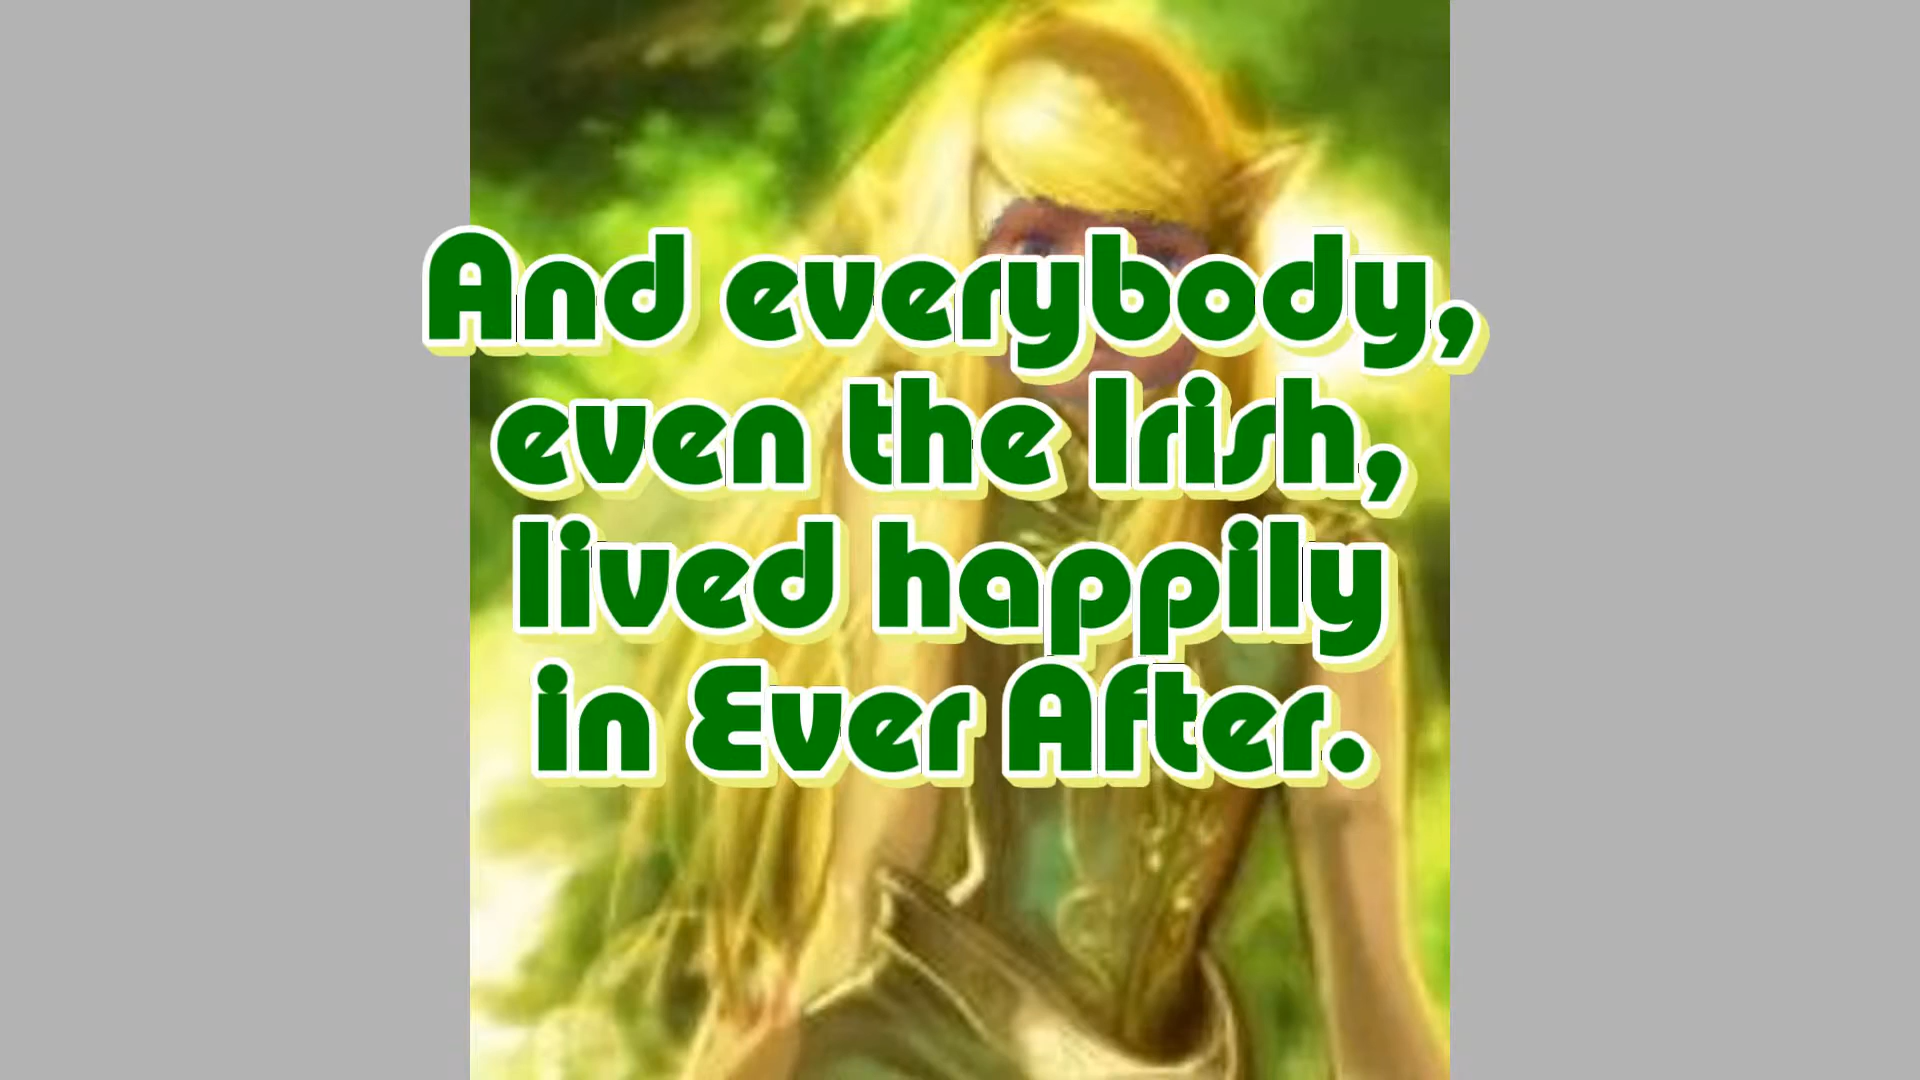 And everybody,
even the Irish,
lived happily
in Ever After.